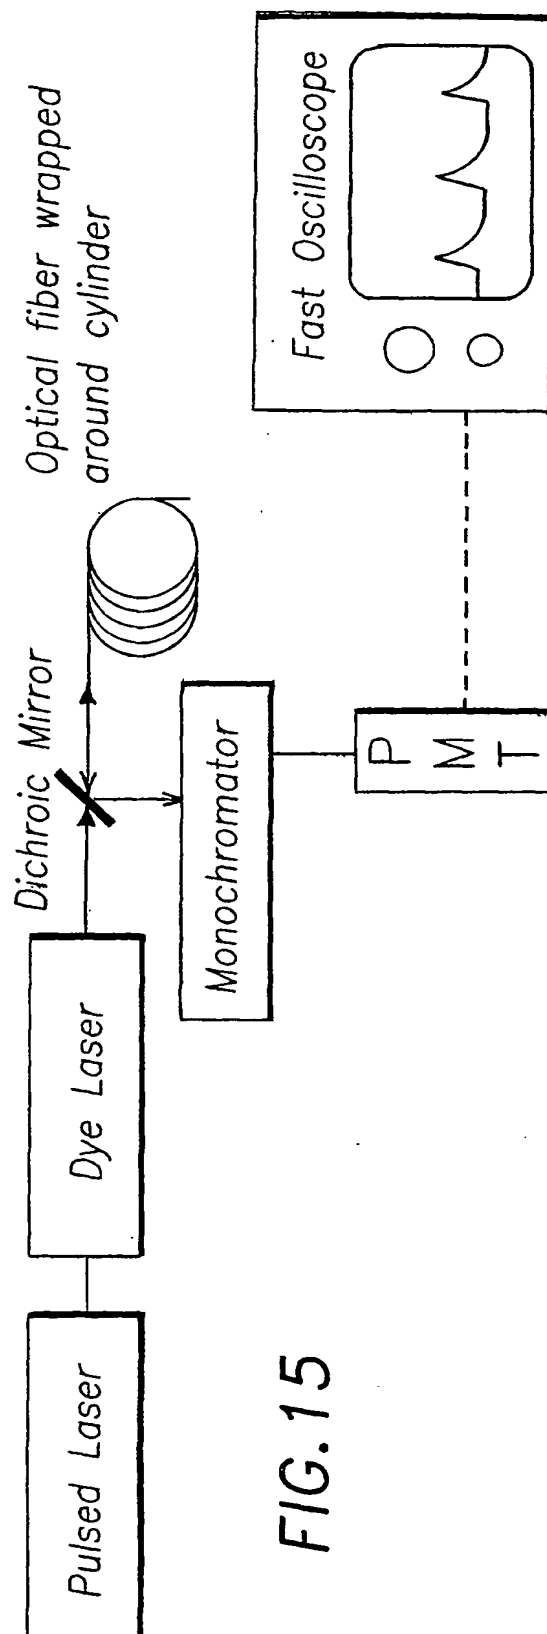 Pulsed Laser
Dye Laser
Dichroic Mirror
Optical fiber wrapped
around cylinder
Monochromator
P
M
T
Fast Oscilloscope
FIG.15